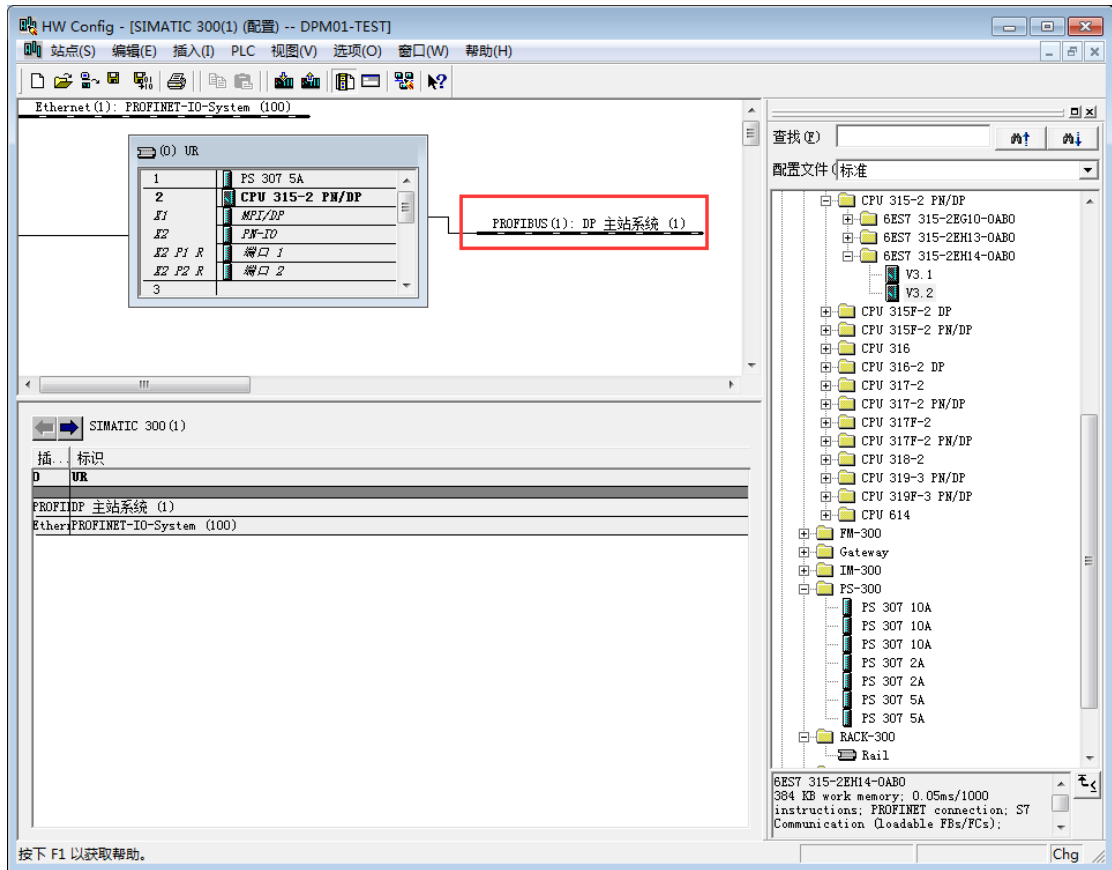 HW Config - [SIMATIC 300(1) (配置) -- DPM01-TEST]
站点(S) 编辑(E) 插入(I) PLC 视图(V) 选项(O) 窗口(W) 帮助(H)
Ethernet(1): PROFINET-IO-System (100)
(0) UR
1 PS 307 5A
2 CPU 315-2 PN/DP
X1 MPI/DP
X2 PN-IO
X2 P1 R 端口 1
X2 P2 R 端口 2
3
PROFIBUS(1): DP 主站系统 (1)
SIMATIC 300(1)
插... 标识
0 UR
PROFI DP 主站系统 (1)
Ether PROFINET-IO-System (100)
查找(F)
配置文件( 标准
CPU 315-2 PN/DP
6ES7 315-2EG10-0AB0
6ES7 315-2EH13-0AB0
6ES7 315-2EH14-0AB0
V3.1
V3.2
CPU 315F-2 DP
CPU 315F-2 PN/DP
CPU 316
CPU 316-2 DP
CPU 317-2
CPU 317-2 PN/DP
CPU 317F-2
CPU 317F-2 PN/DP
CPU 318-2
CPU 319-3 PN/DP
CPU 319F-3 PN/DP
CPU 614
FM-300
Gateway
IM-300
PS-300
PS 307 10A
PS 307 10A
PS 307 10A
PS 307 2A
PS 307 2A
PS 307 5A
PS 307 5A
RACK-300
Rail
6ES7 315-2EH14-0AB0
384 KB work memory; 0.05ms/1000
instructions; PROFINET connection; S7
Communication (loadable FBs/FCs);
按下 F1 以获取帮助。
Chg